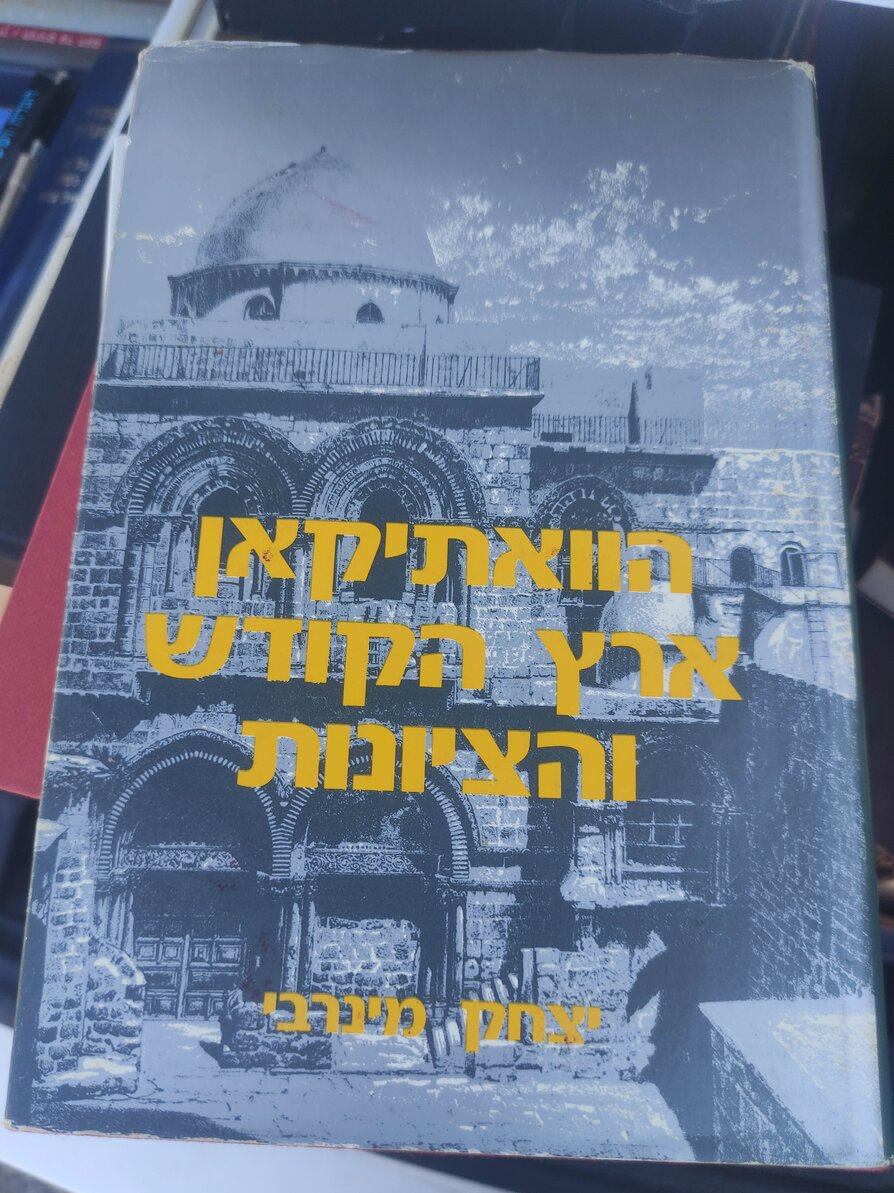 הוואתיקאן
ארץ הקודש
והציונות
יצחק מינרבי